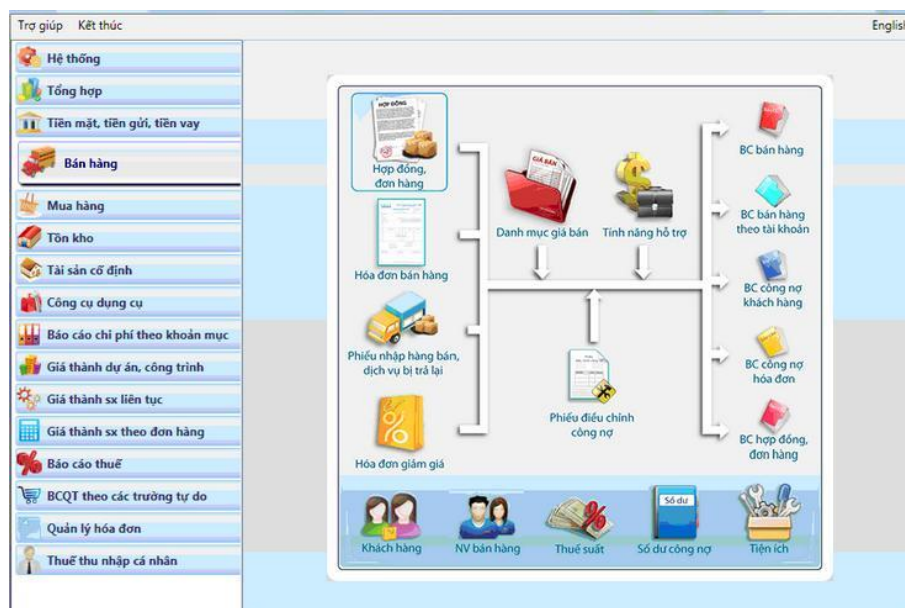 Trợ giúp Kết thúc English
Hệ thống
Tổng hợp
Tiền mặt, tiền gửi, tiền vay
Bán hàng
Mua hàng
Tồn kho
Tài sản cố định
Công cụ dụng cụ
Báo cáo chi phí theo khoản mục
Giá thành dự án, công trình
Giá thành sx liên tục
Giá thành sx theo đơn hàng
Báo cáo thuế
BCQT theo các trường tự do
Quản lý hóa đơn
Thuế thu nhập cá nhân
HỢP ĐỒNG
Hợp đồng,
đơn hàng
Hóa đơn bán hàng
Phiếu nhập hàng bán,
dịch vụ bị trả lại
Hóa đơn giảm giá
GIÁ BÁN
Danh mục giá bán
Tính năng hỗ trợ
Phiếu điều chỉnh
công nợ
BC bán hàng
BC bán hàng
theo tài khoản
BC công nợ
khách hàng
BC công nợ
hóa đơn
BC hợp đồng,
đơn hàng
Khách hàng
NV bán hàng
Thuế suất
Số dư
Số dư công nợ
Tiện ích